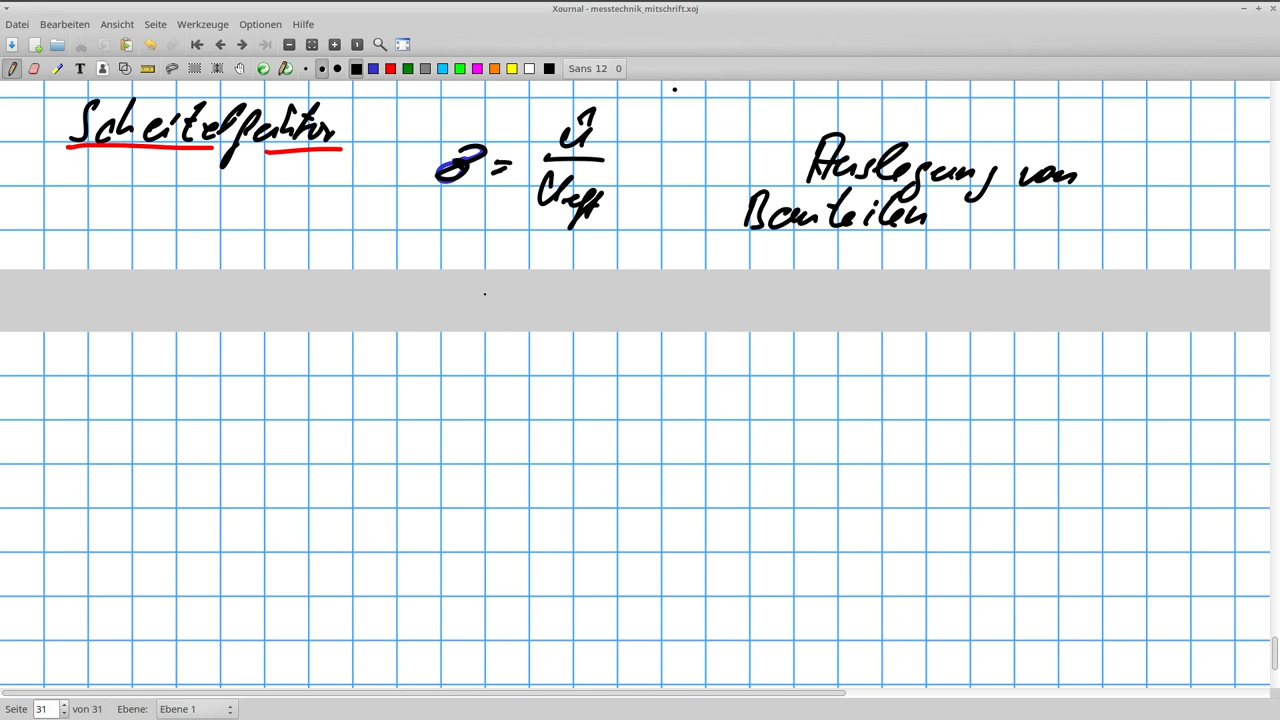 Xournal - messtechnik_mitschrift.xoj
Datei Bearbeiten Ansicht Seite Werkzeuge Optionen Hilfe
Sans 12 0
Scheitelfaktor
σ = û / Ueff
Auslegung von
Bauteilen
Seite 31 von 31 Ebene: Ebene 1